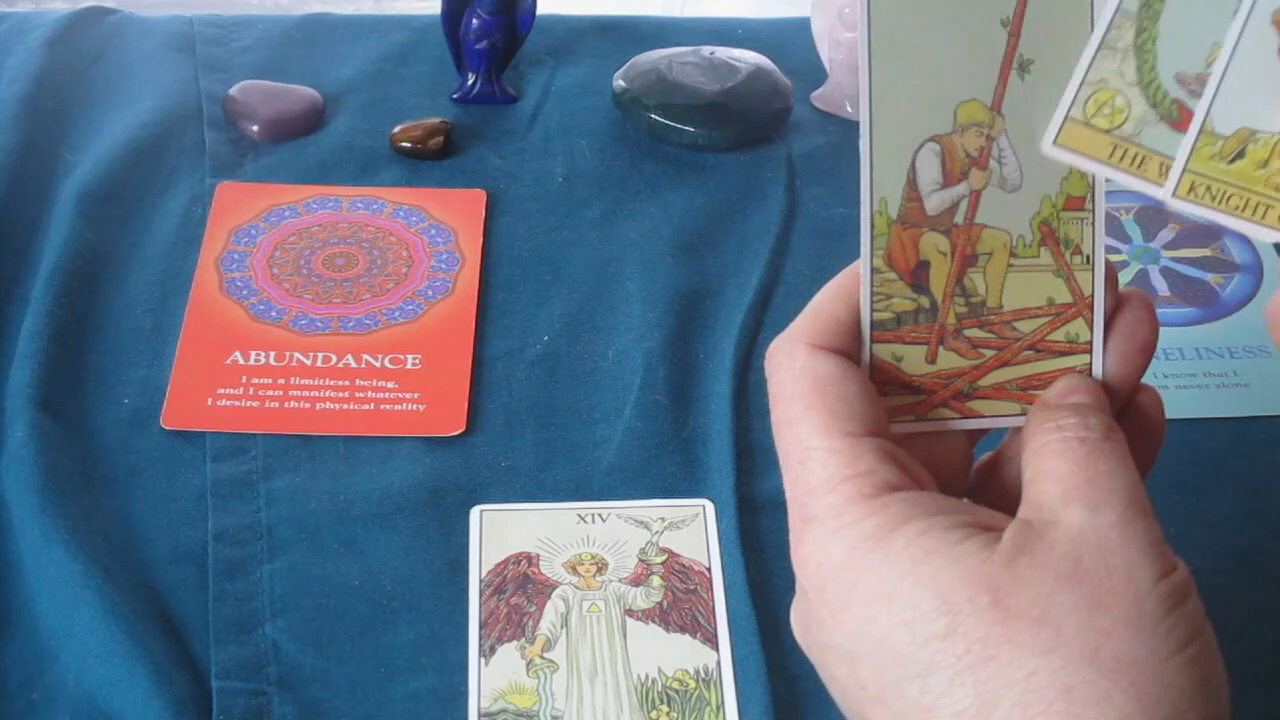 ABUNDANCE
I am a limitless being,
and I can manifest whatever
I desire in this physical reality
XIV
THE W
KNIGHT
NELINESS
I know that I
m never alone